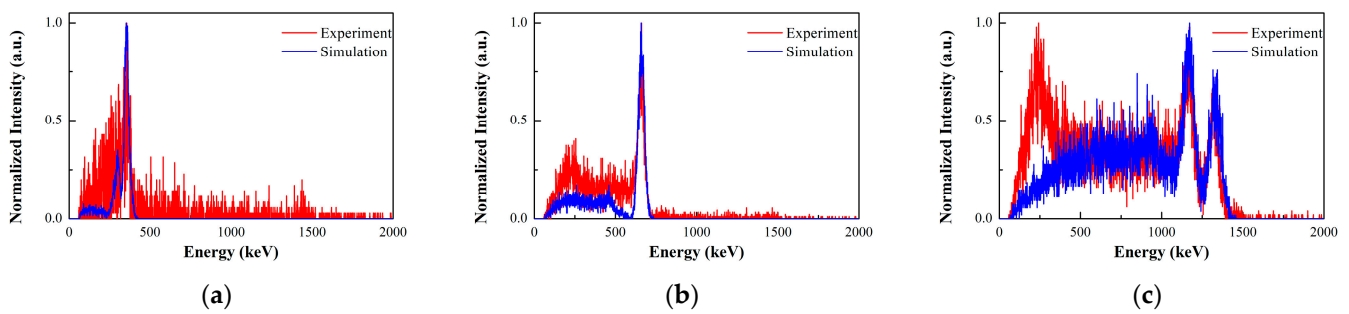 1.0
0.5
0.0
Normalized Intensity (a.u.)
Experiment
Simulation
0 500 1000 1500 2000
Energy (keV)
(a)
1.0
0.5
0.0
Normalized Intensity (a.u.)
Experiment
Simulation
0 500 1000 1500 2000
Energy (keV)
(b)
1.0
0.5
0.0
Normalized Intensity (a.u.)
Experiment
Simulation
0 500 1000 1500 2000
Energy (keV)
(c)